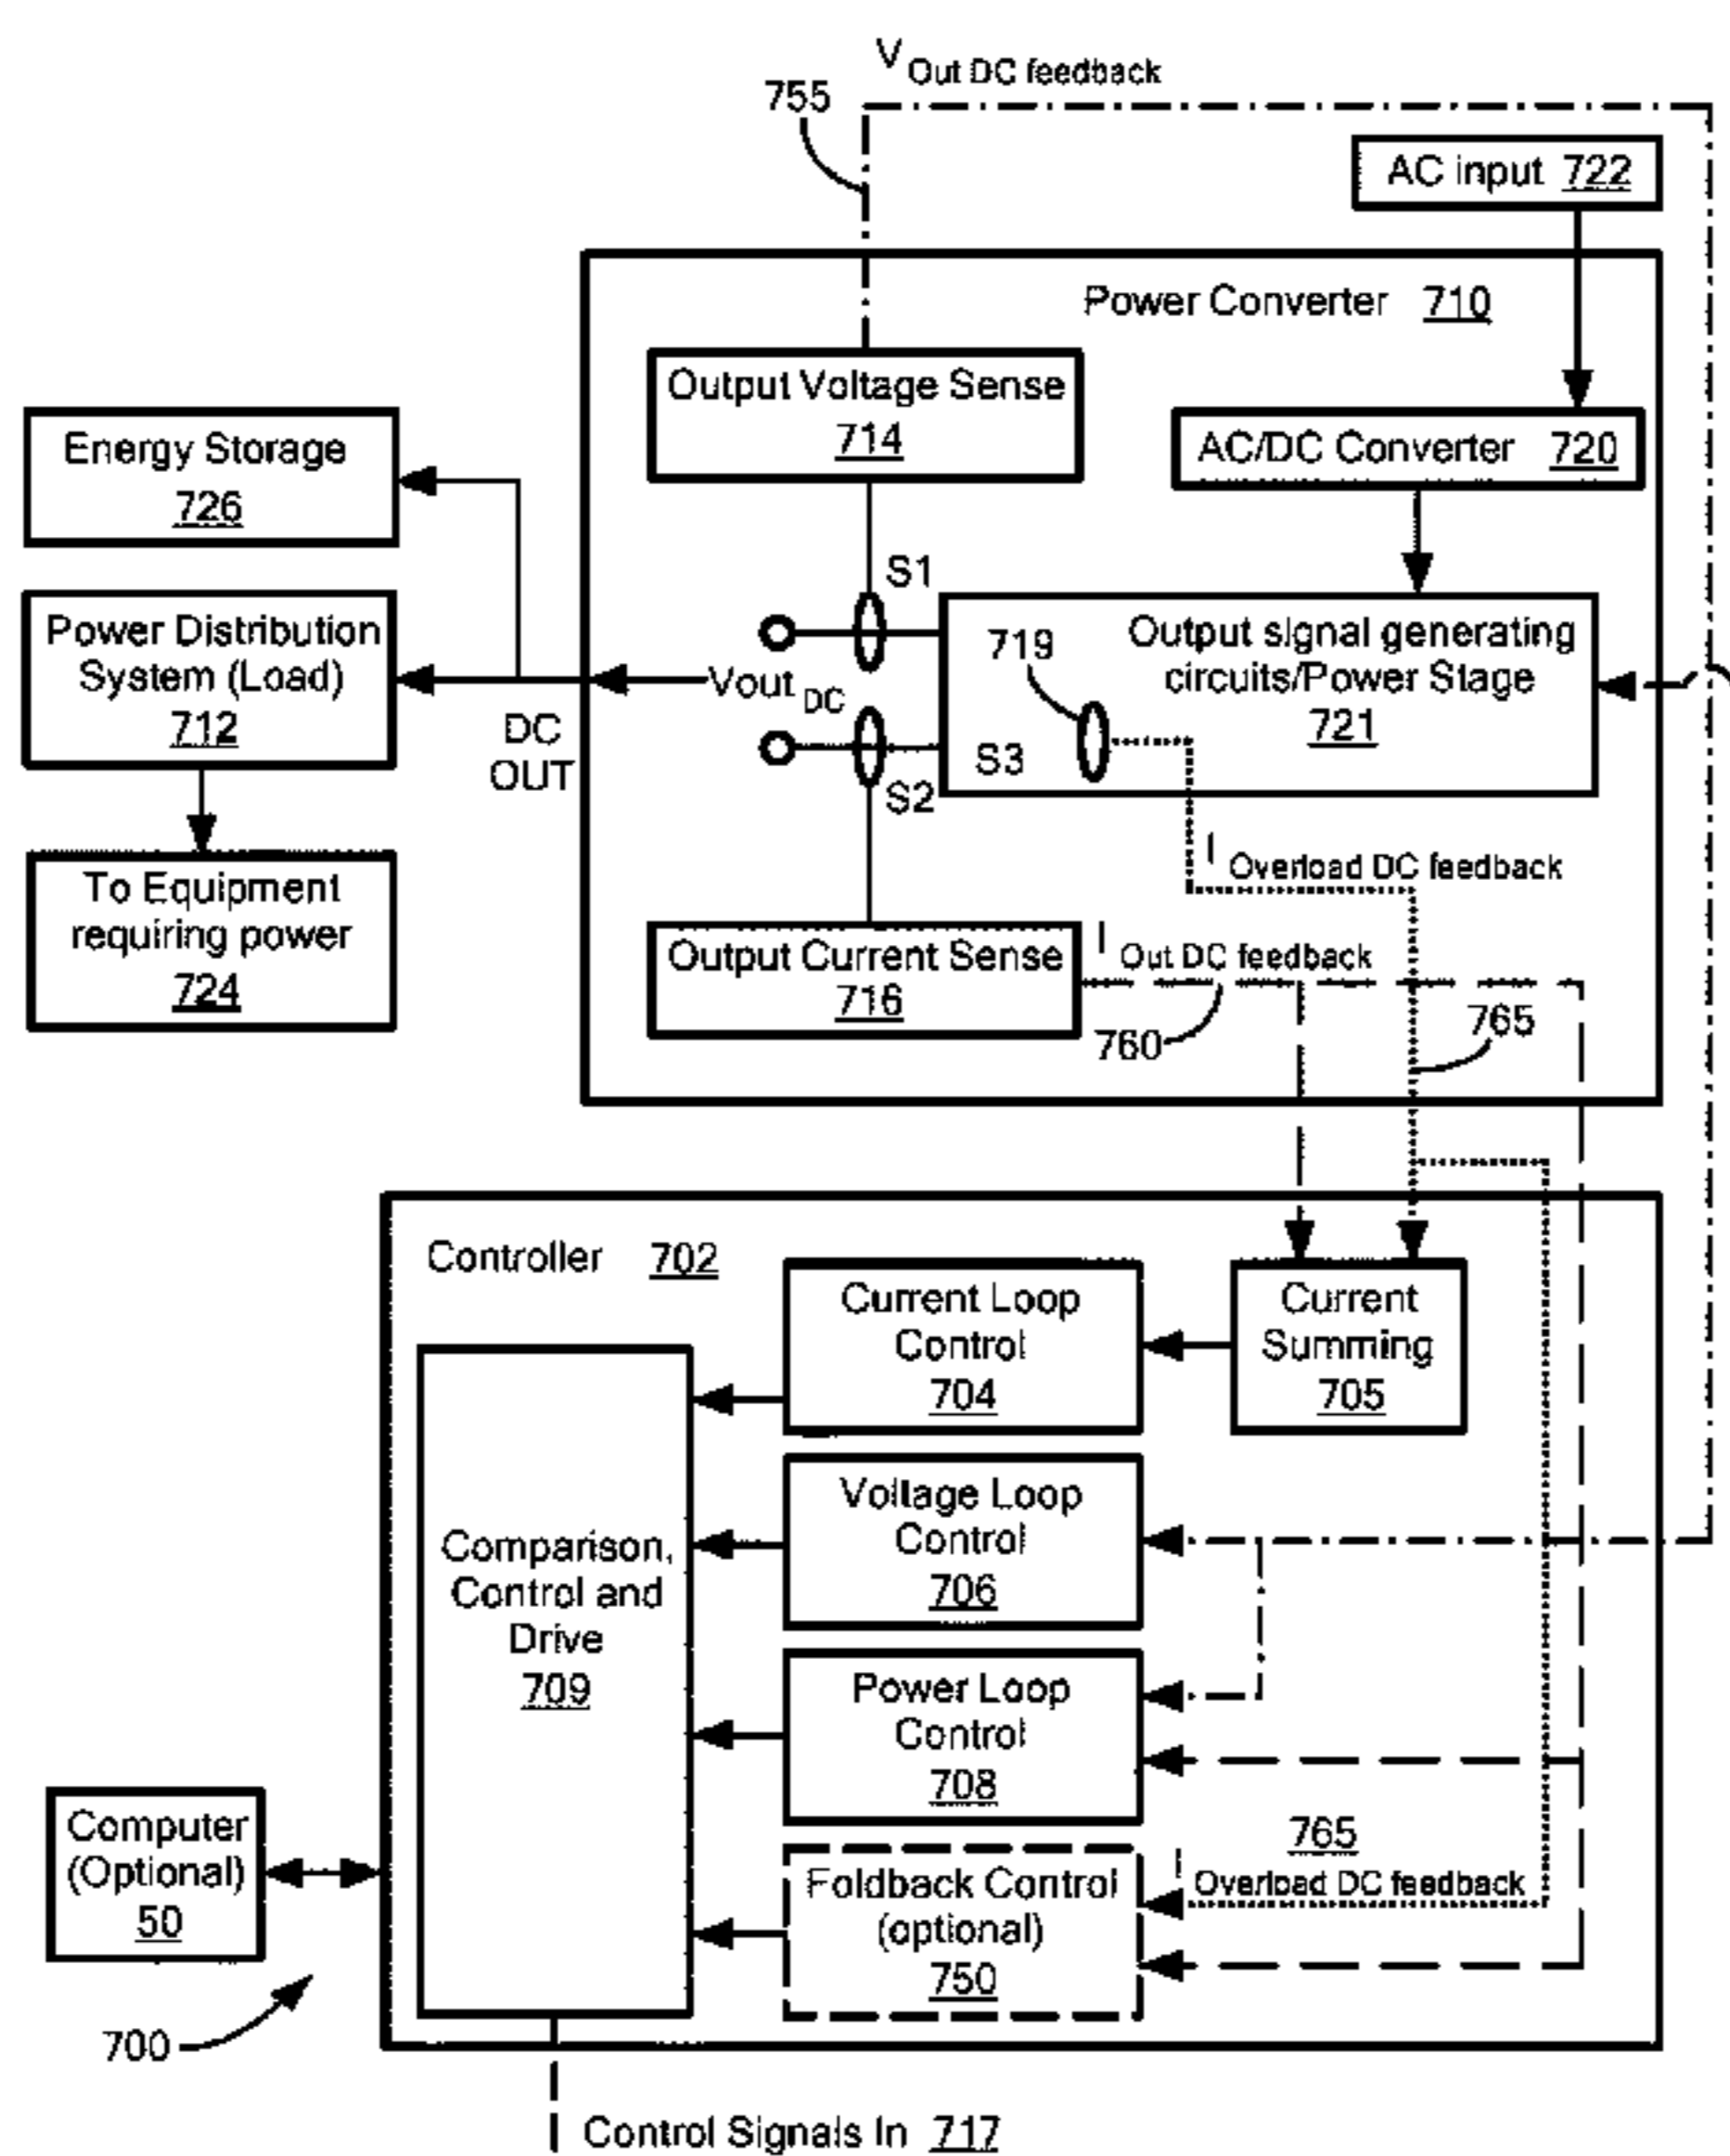 V Out DC feedback
755
AC input 722
Power Converter 710
Output Voltage Sense
714
AC/DC Converter 720
Energy Storage
726
S1
Power Distribution
System (Load)
712
719
Output signal generating
circuits/Power Stage
721
Vout DC
DC
OUT
S3
S2
To Equipment
requiring power
724
I Overload DC feedback
Output Current Sense
716
I Out DC feedback
760
765
Controller 702
Current Loop
Control
704
Current
Summing
705
Voltage Loop
Control
706
Comparison,
Control and
Drive
709
Power Loop
Control
708
Computer
(Optional)
50
765
I Overload DC feedback
Foldback Control
(optional)
750
700
Control Signals In 717